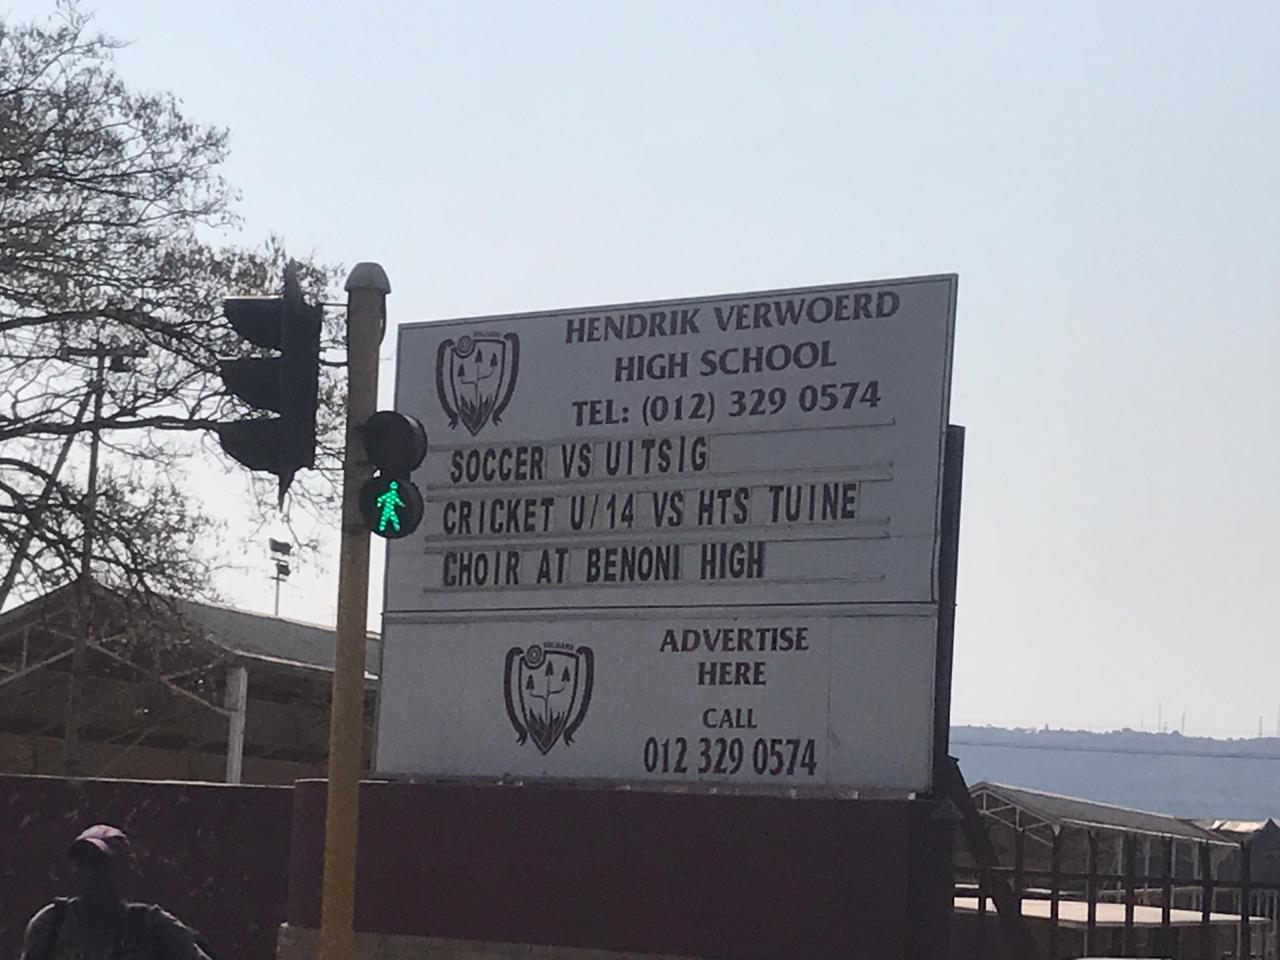 HENDRIK VERWOERD
HIGH SCHOOL
TEL: (012) 329 0574
SOCCER VS UITSIG
CRICKET U/14 VS HTS TUINE
CHOIR AT BENONI HIGH
ADVERTISE
HERE
CALL
012 329 0574